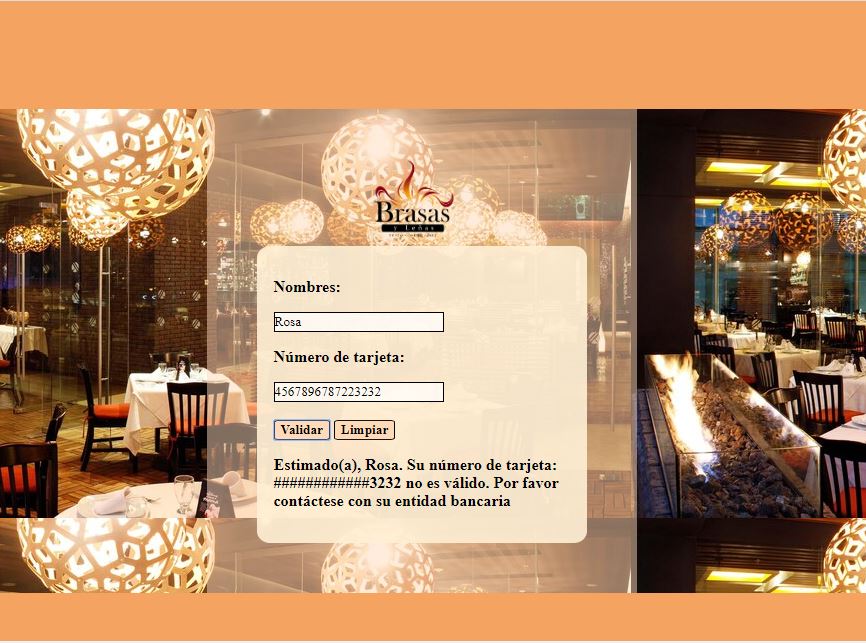 Brasas
y Leñas
Nombres:
Rosa
Número de tarjeta:
4567896787223232
Validar Limpiar
Estimado(a), Rosa. Su número de tarjeta:
############3232 no es válido. Por favor
contáctese con su entidad bancaria